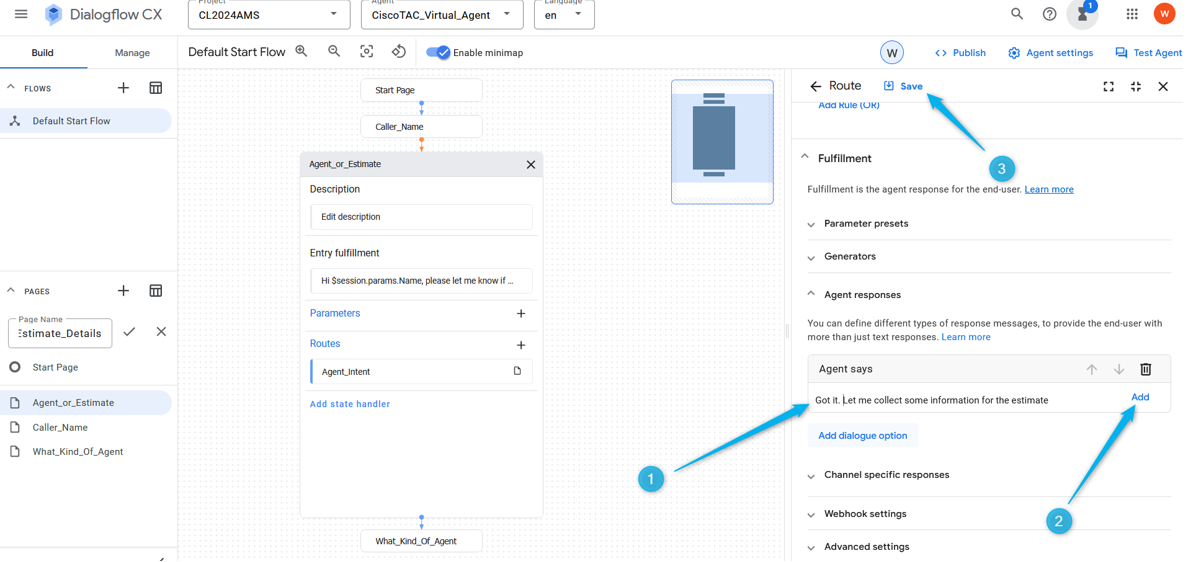 Project
Agent
Language
Dialogflow CX
CL2024AMS
CiscoTAC_Virtual_Agent
en
1
W
Build
Manage
Default Start Flow
Enable minimap
W
Publish
Agent settings
Test Agent
FLOWS
Default Start Flow
PAGES
Page Name
Estimate_Details
Start Page
Agent_or_Estimate
Caller_Name
What_Kind_Of_Agent
Start Page
Caller_Name
Agent_or_Estimate
Description
Edit description
Entry fulfillment
Hi $session.params.Name, please let me know if ...
Parameters
Routes
Agent_Intent
Add state handler
What_Kind_Of_Agent
Route
Save
Add Rule (OR)
3
Fulfillment
Fulfillment is the agent response for the end-user. Learn more
Parameter presets
Generators
Agent responses
You can define different types of response messages, to provide the end-user with
more than just text responses. Learn more
Agent says
Got it. Let me collect some information for the estimate
Add
Add dialogue option
1
Channel specific responses
2
Webhook settings
Advanced settings